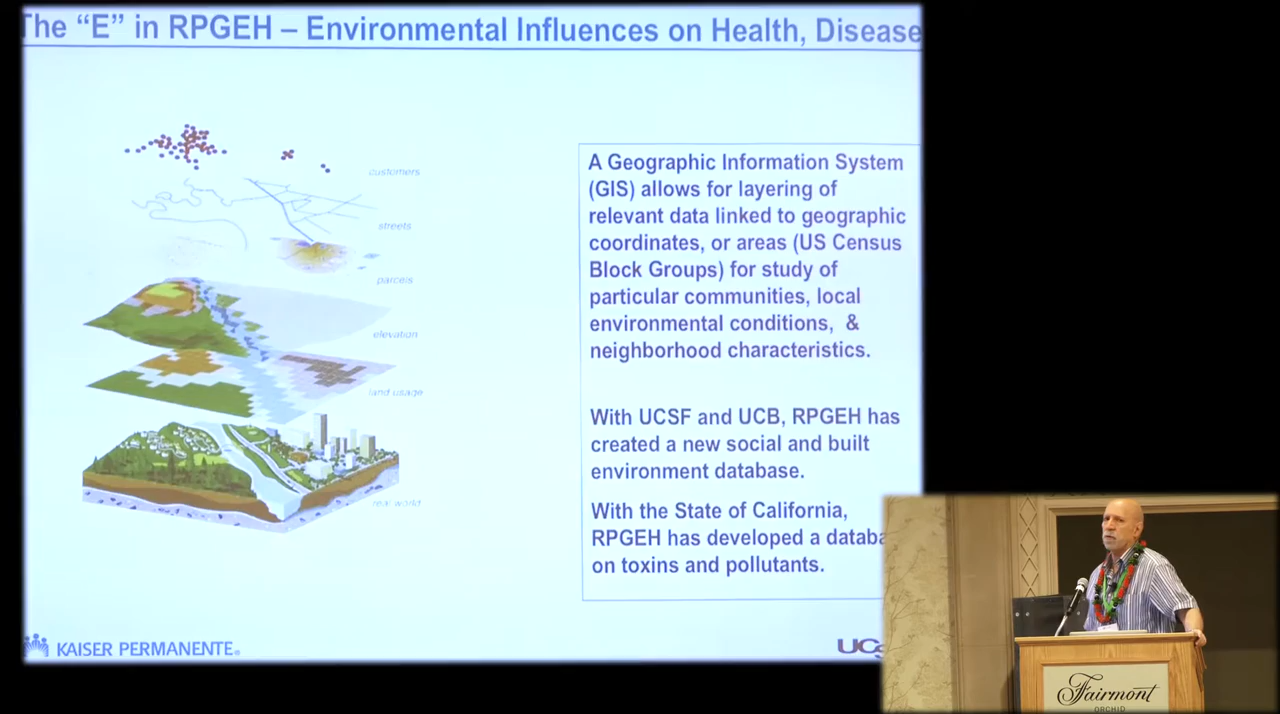 The “E” in RPGEH – Environmental Influences on Health, Disease
customers
streets
parcels
elevation
land usage
real world
A Geographic Information System
(GIS) allows for layering of
relevant data linked to geographic
coordinates, or areas (US Census
Block Groups) for study of
particular communities, local
environmental conditions, &
neighborhood characteristics.
With UCSF and UCB, RPGEH has
created a new social and built
environment database.
With the State of California,
RPGEH has developed a databa
on toxins and pollutants.
KAISER PERMANENTE®
UCS
Fairmont
ORCHID